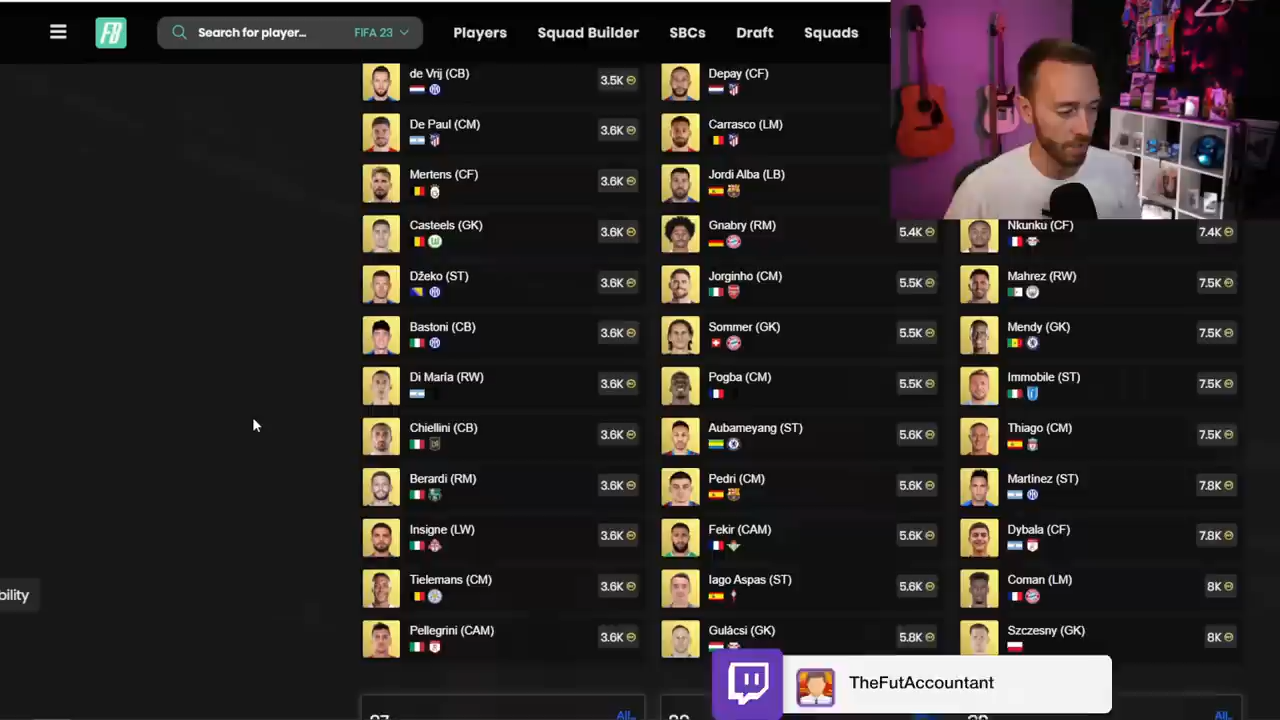 FB
Search for player...
FIFA 23
Players
Squad Builder
SBCs
Draft
Squads
de Vrij (CB)
3.5K
De Paul (CM)
3.6K
Mertens (CF)
3.6K
Casteels (GK)
3.6K
Džeko (ST)
3.6K
Bastoni (CB)
3.6K
Di María (RW)
3.6K
Chiellini (CB)
3.6K
Berardi (RM)
3.6K
Insigne (LW)
3.6K
Tielemans (CM)
3.6K
Pellegrini (CAM)
3.6K
Depay (CF)
Carrasco (LM)
Jordi Alba (LB)
Gnabry (RM)
5.4K
Jorginho (CM)
5.5K
Sommer (GK)
5.5K
Pogba (CM)
5.5K
Aubameyang (ST)
5.6K
Pedri (CM)
5.6K
Fekir (CAM)
5.6K
Iago Aspas (ST)
5.6K
Gulácsi (GK)
5.8K
Nkunku (CF)
7.4K
Mahrez (RW)
7.5K
Mendy (GK)
7.5K
Immobile (ST)
7.5K
Thiago (CM)
7.5K
Martínez (ST)
7.8K
Dybala (CF)
7.8K
Coman (LM)
8K
Szczesny (GK)
8K
bility
TheFutAccountant
All
All